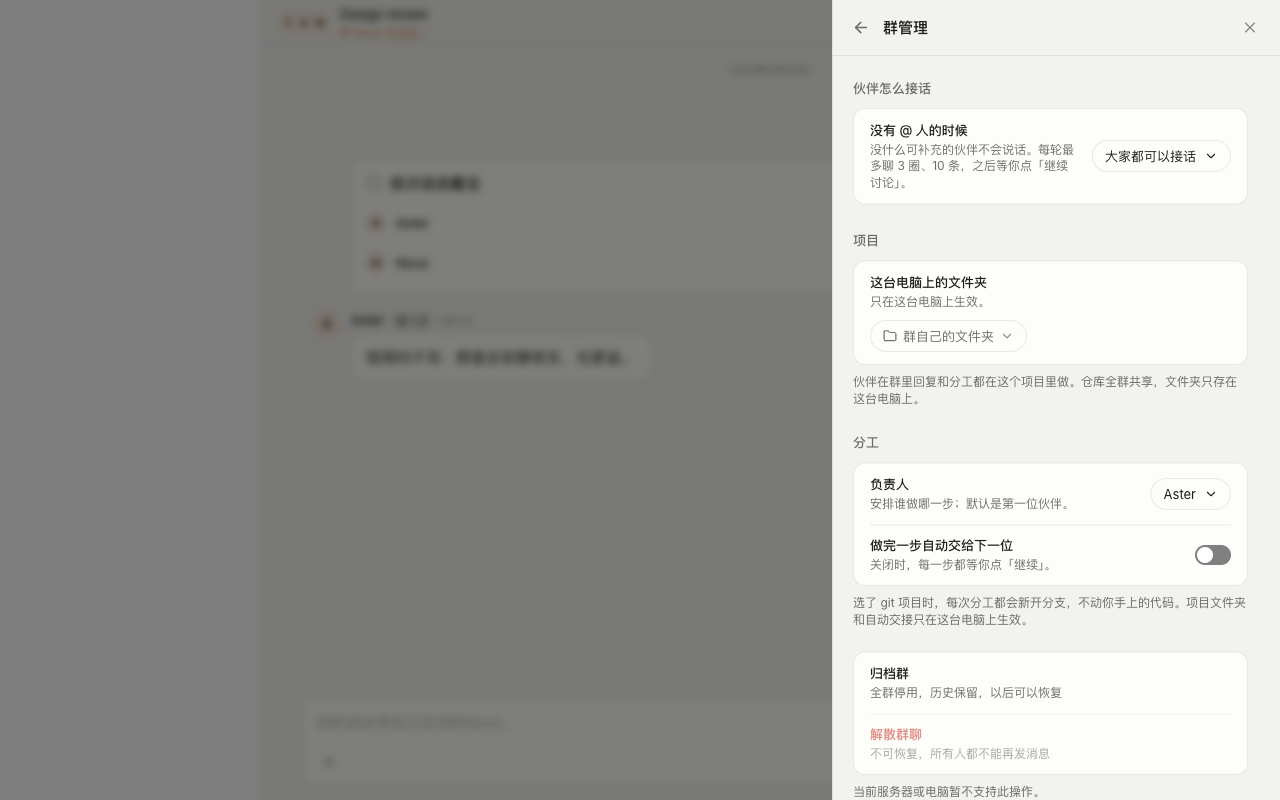 Design review
群管理
伙伴怎么接话
没有 @ 人的时候
没什么可补充的伙伴不会说话。每轮最
多聊 3 圈、10 条，之后等你点「继续
讨论」。
大家都可以接话
项目
这台电脑上的文件夹
只在这台电脑上生效。
群自己的文件夹
伙伴在群里回复和分工都在这个项目里做。仓库全群共享，文件夹只存在
这台电脑上。
分工
负责人
安排谁做哪一步；默认是第一位伙伴。
Aster
做完一步自动交给下一位
关闭时，每一步都等你点「继续」。
选了 git 项目时，每次分工都会新开分支，不动你手上的代码。项目文件夹
和自动交接只在这台电脑上生效。
归档群
全群停用，历史保留，以后可以恢复
解散群聊
不可恢复，所有人都不能再发消息
当前服务器或电脑暂不支持此操作。
Aster
Nova
Aster